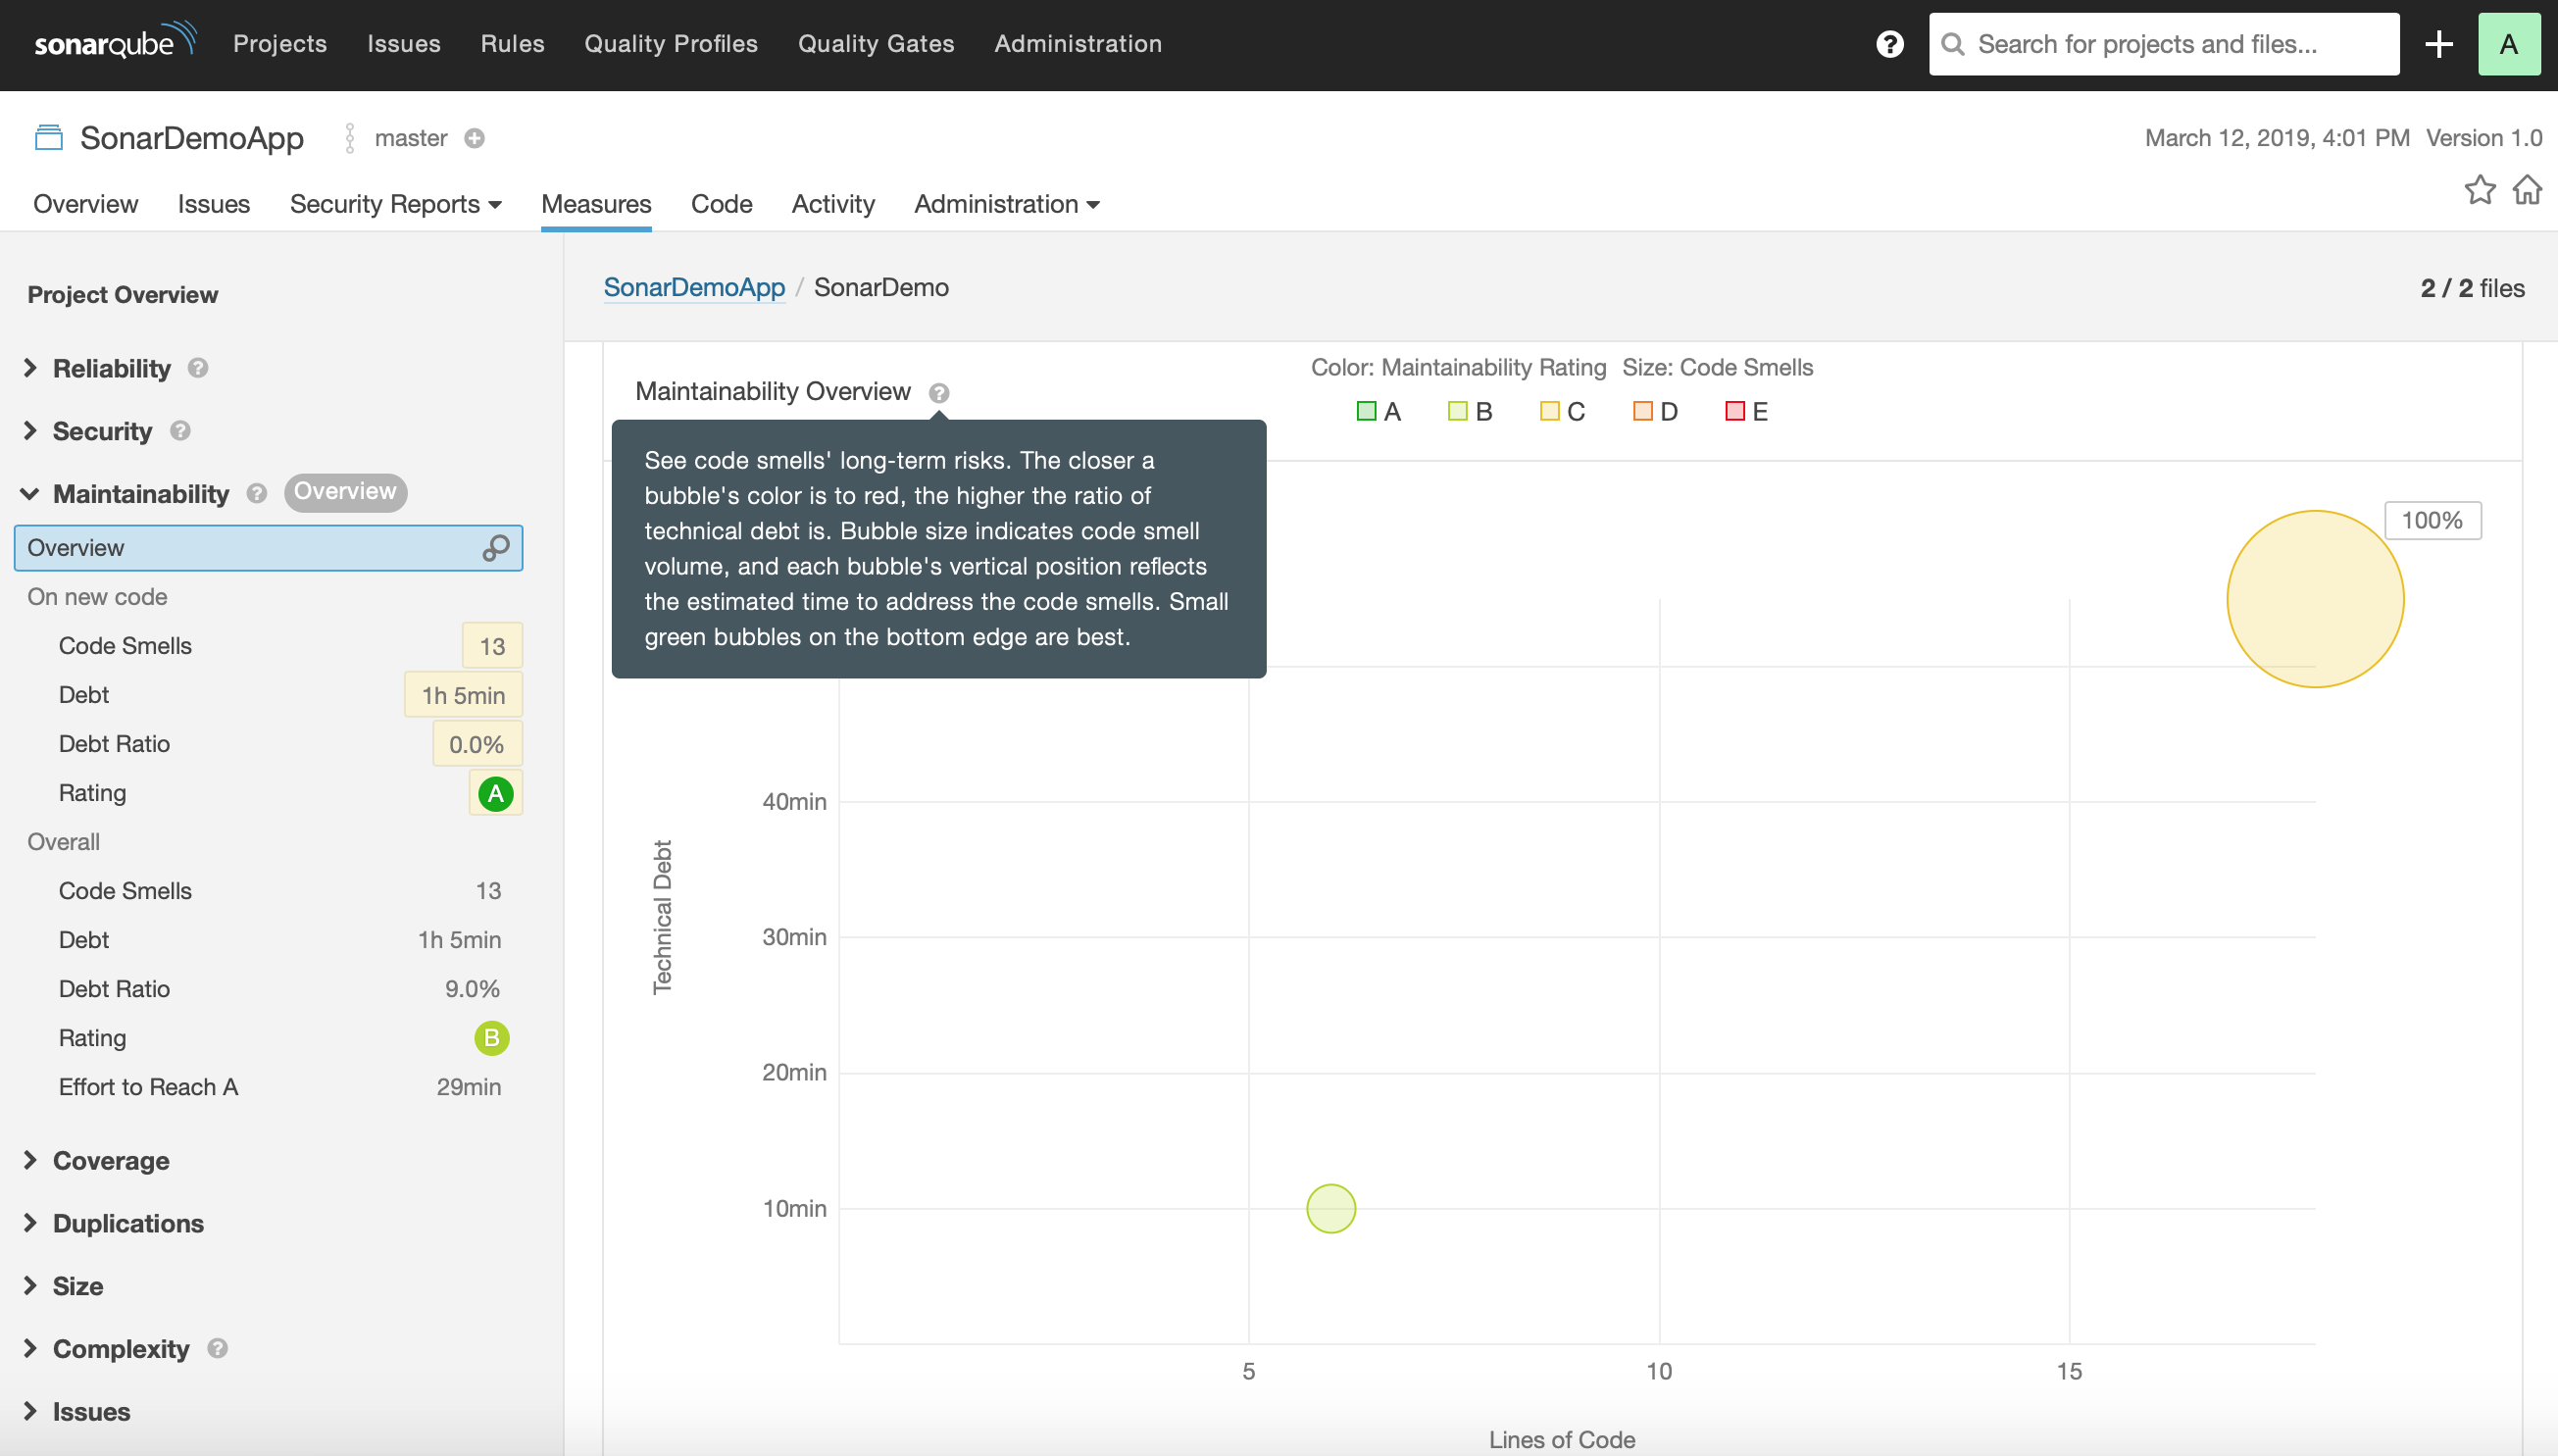 sonarqube Projects Issues Rules Quality Profiles Quality Gates Administration ? Search for projects and files... + A
SonarDemoApp master
March 12, 2019, 4:01 PM Version 1.0
Overview Issues Security Reports Measures Code Activity Administration
Project Overview
Reliability ?
Security ?
Maintainability ? Overview
Overview
On new code
Code Smells 13
Debt 1h 5min
Debt Ratio 0.0%
Rating A
Overall
Code Smells 13
Debt 1h 5min
Debt Ratio 9.0%
Rating B
Effort to Reach A 29min
Coverage
Duplications
Size
Complexity ?
Issues
SonarDemoApp / SonarDemo
2 / 2 files
Maintainability Overview ?
Color: Maintainability Rating Size: Code Smells
A B C D E
See code smells' long-term risks. The closer a
bubble's color is to red, the higher the ratio of
technical debt is. Bubble size indicates code smell
volume, and each bubble's vertical position reflects
the estimated time to address the code smells. Small
green bubbles on the bottom edge are best.
100%
Technical Debt
40min
30min
20min
10min
5 10 15
Lines of Code